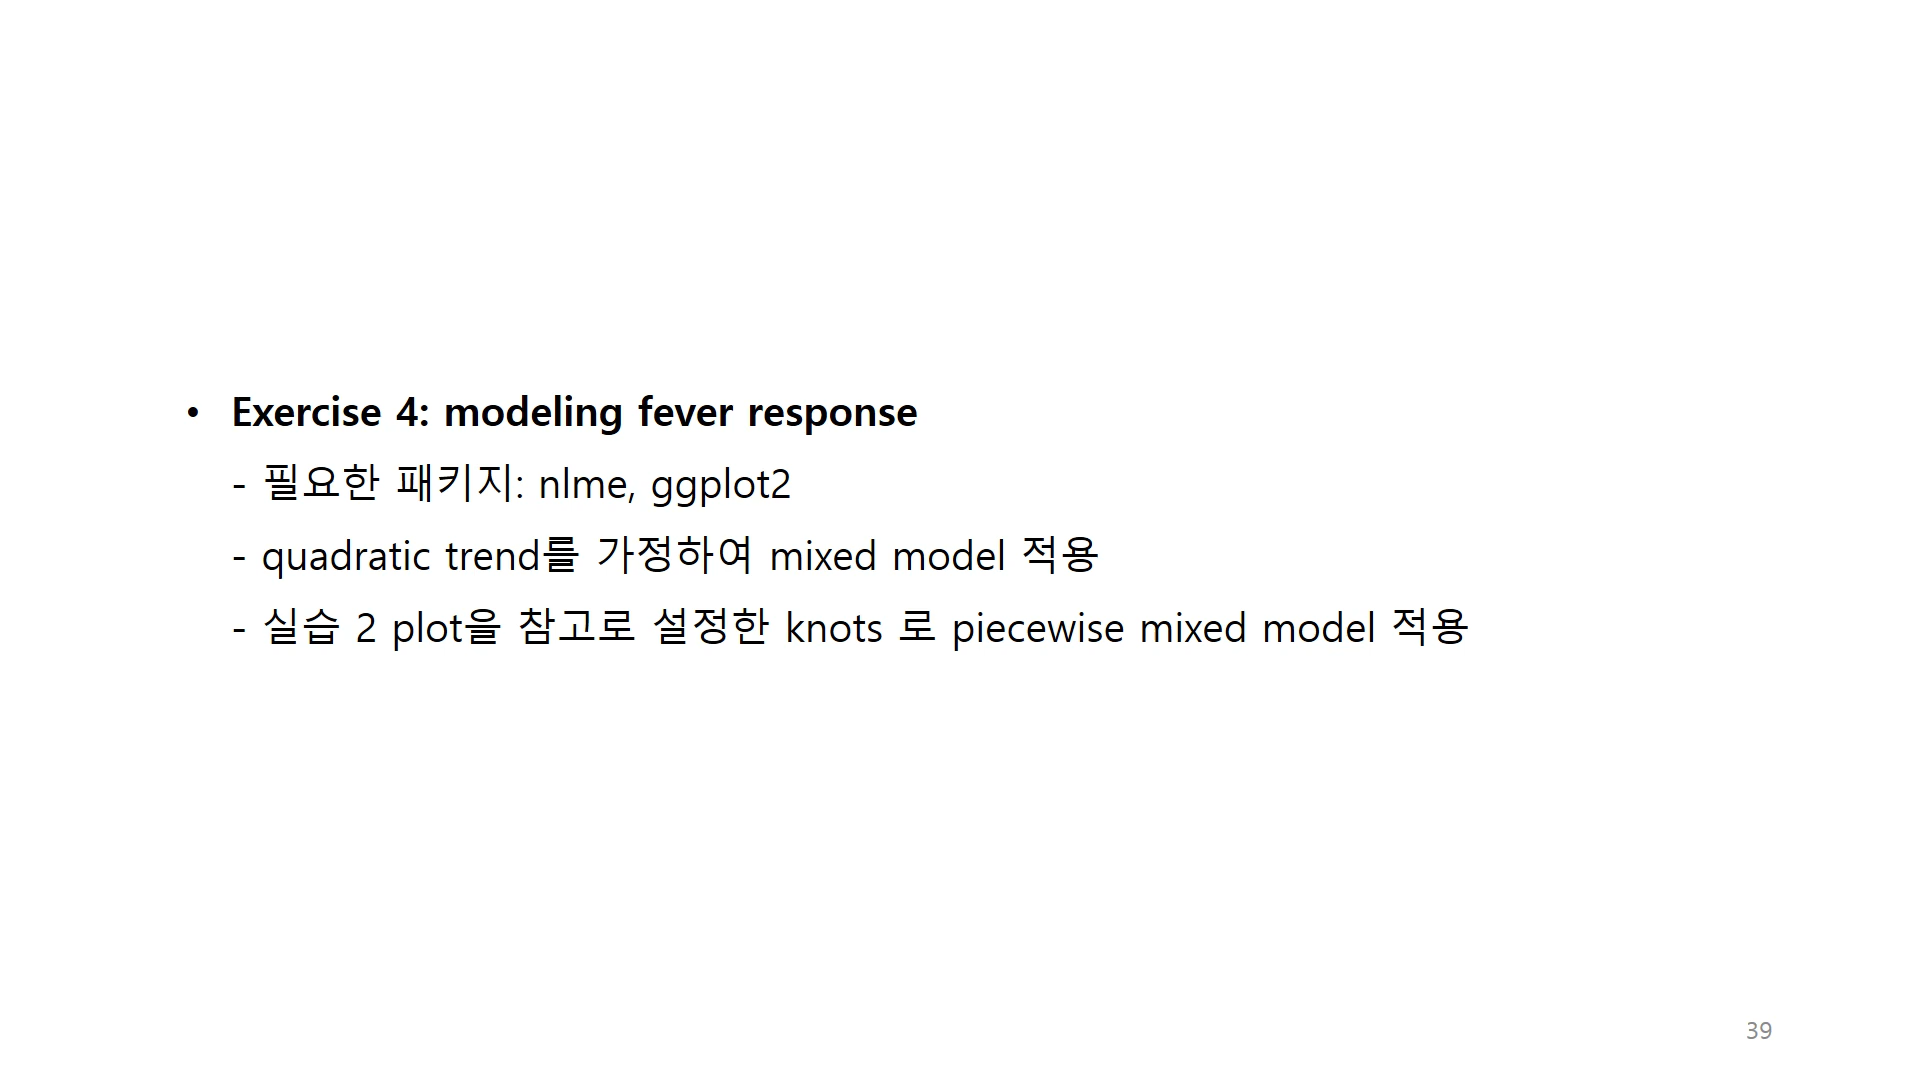 • Exercise 4: modeling fever response
- 필요한 패키지: nlme, ggplot2
- quadratic trend를 가정하여 mixed model 적용
- 실습 2 plot을 참고로 설정한 knots 로 piecewise mixed model 적용
39